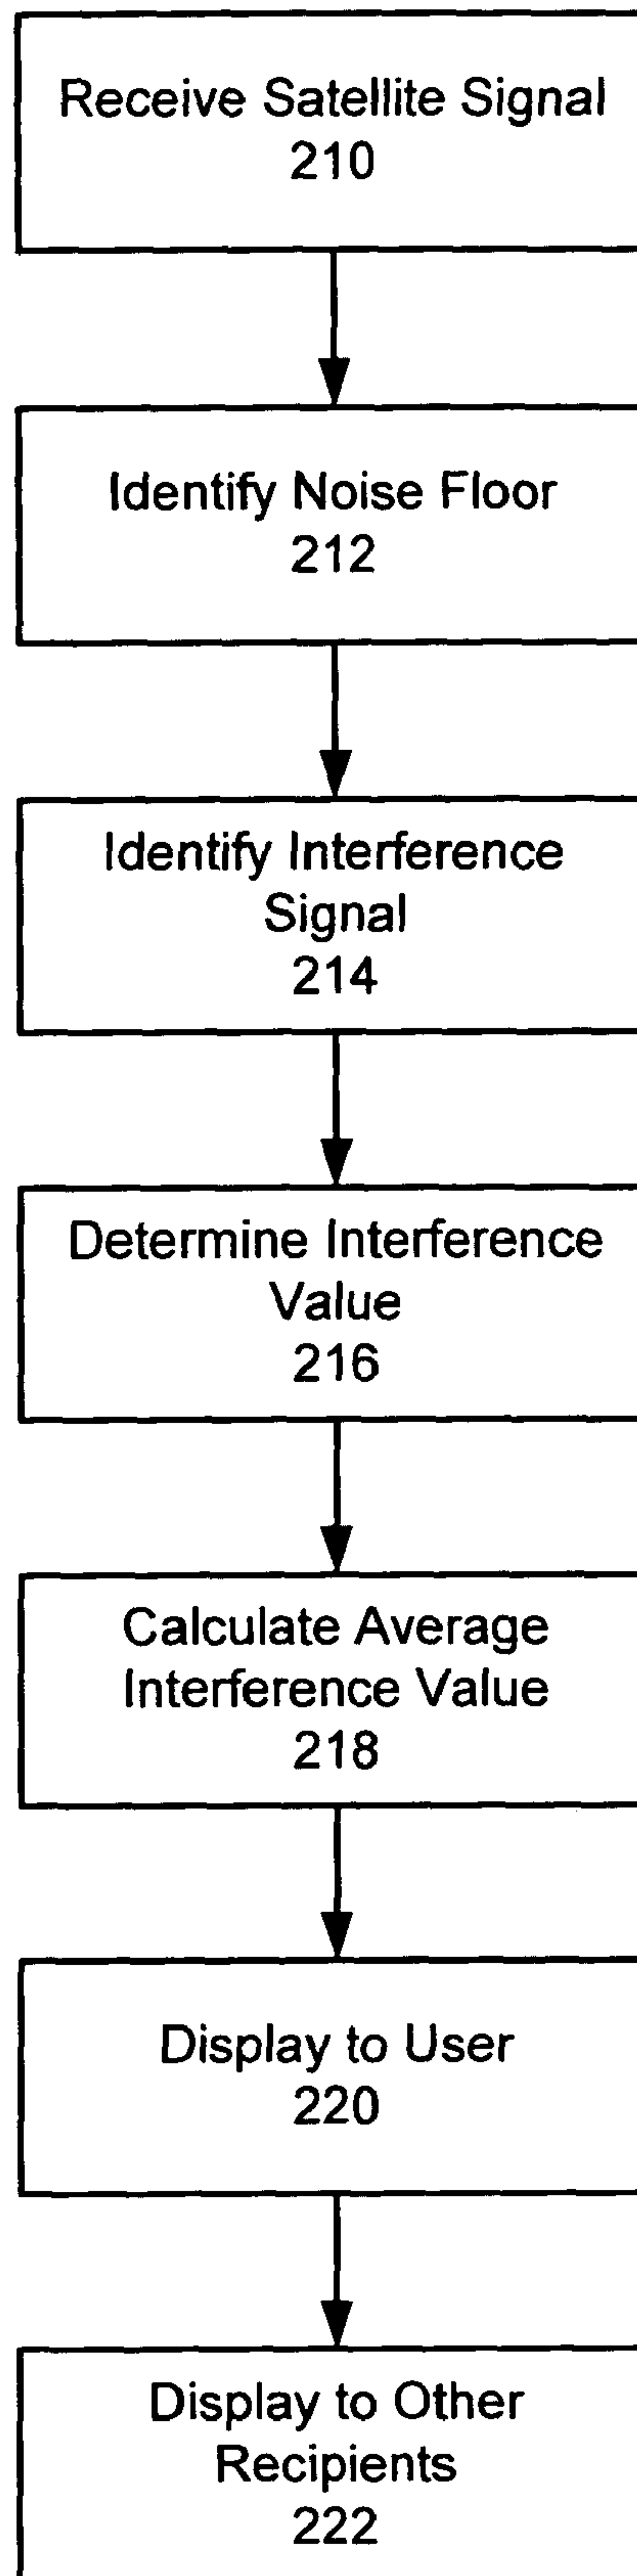 Receive Satellite Signal
210
Identify Noise Floor
212
Identify Interference
Signal
214
Determine Interference
Value
216
Calculate Average
Interference Value
218
Display to User
220
Display to Other
Recipients
222